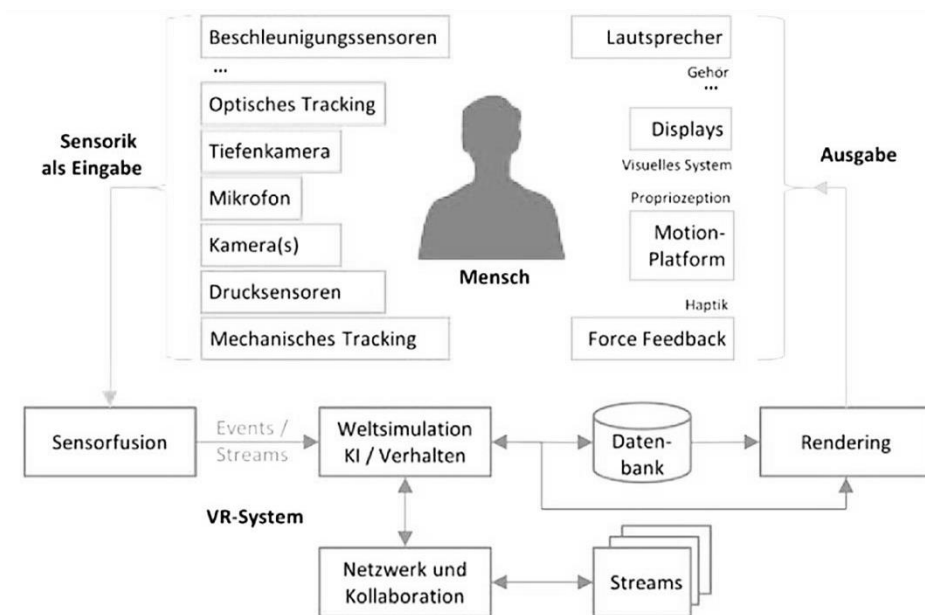 Beschleunigungssensoren
...
Optisches Tracking
Sensorik
als Eingabe
Tiefenkamera
Mikrofon
Kamera(s)
Drucksensoren
Mechanisches Tracking
Mensch
Lautsprecher
Gehör
...
Displays
Visuelles System
Propriozeption
Motion-
Platform
Haptik
Force Feedback
Ausgabe
Sensorfusion
Events /
Streams
Weltsimulation
KI / Verhalten
Daten-
bank
Rendering
VR-System
Netzwerk und
Kollaboration
Streams